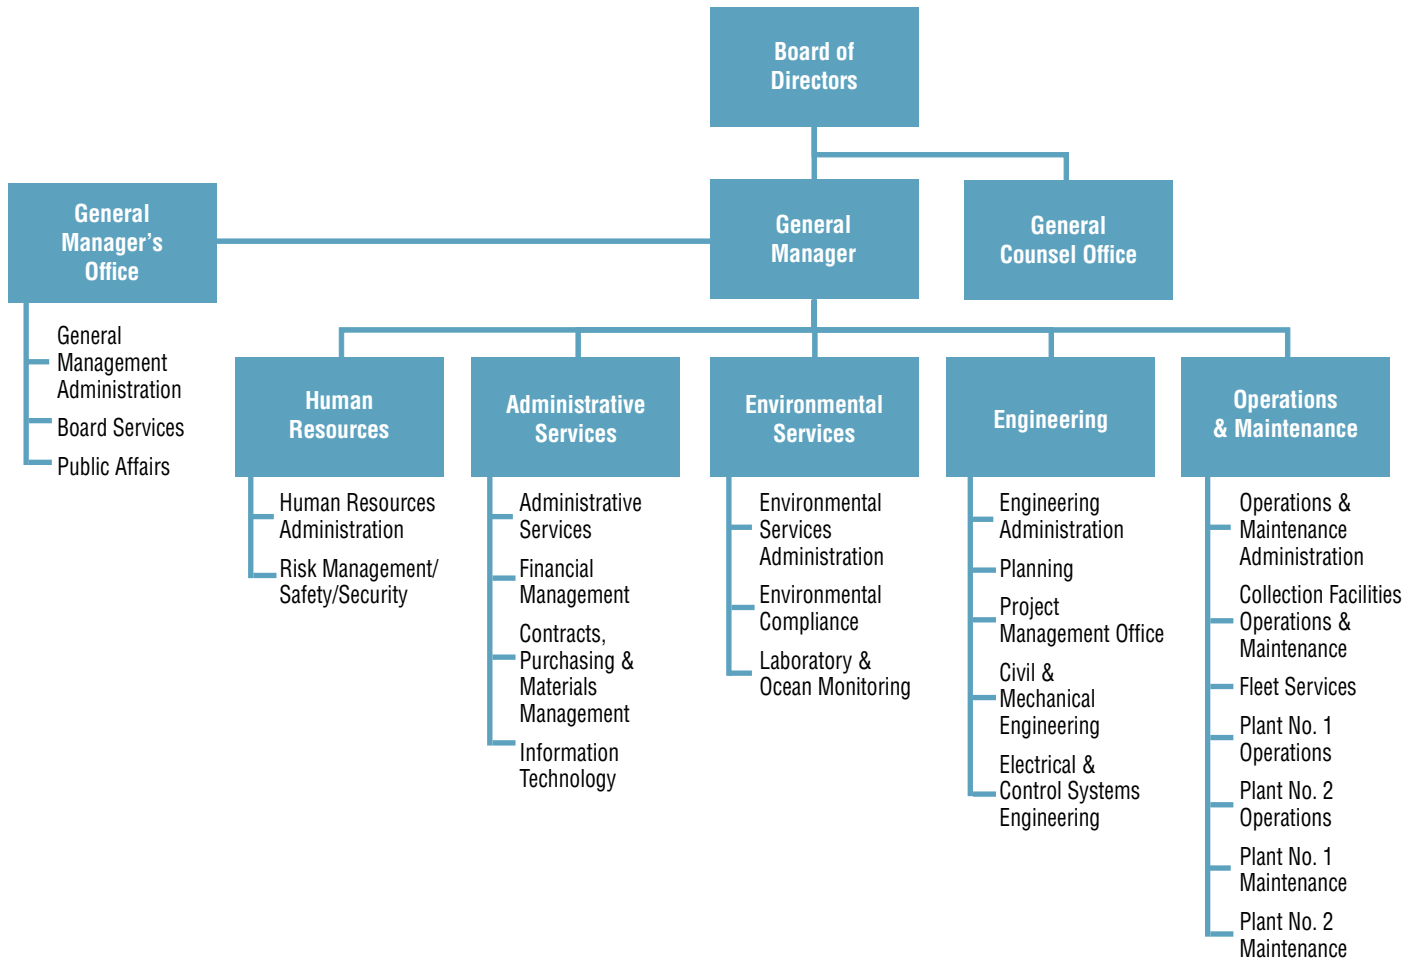 Board of
Directors
General
Manager’s
Office
General
Manager
General
Counsel Office
General
Management
Administration
Board Services
Public Affairs
Human
Resources
Human Resources
Administration
Risk Management/
Safety/Security
Administrative
Services
Administrative
Services
Financial
Management
Contracts,
Purchasing &
Materials
Management
Information
Technology
Environmental
Services
Environmental
Services
Administration
Environmental
Compliance
Laboratory &
Ocean Monitoring
Engineering
Engineering
Administration
Planning
Project
Management Office
Civil &
Mechanical
Engineering
Electrical &
Control Systems
Engineering
Operations
& Maintenance
Operations &
Maintenance
Administration
Collection Facilities
Operations &
Maintenance
Fleet Services
Plant No. 1
Operations
Plant No. 2
Operations
Plant No. 1
Maintenance
Plant No. 2
Maintenance